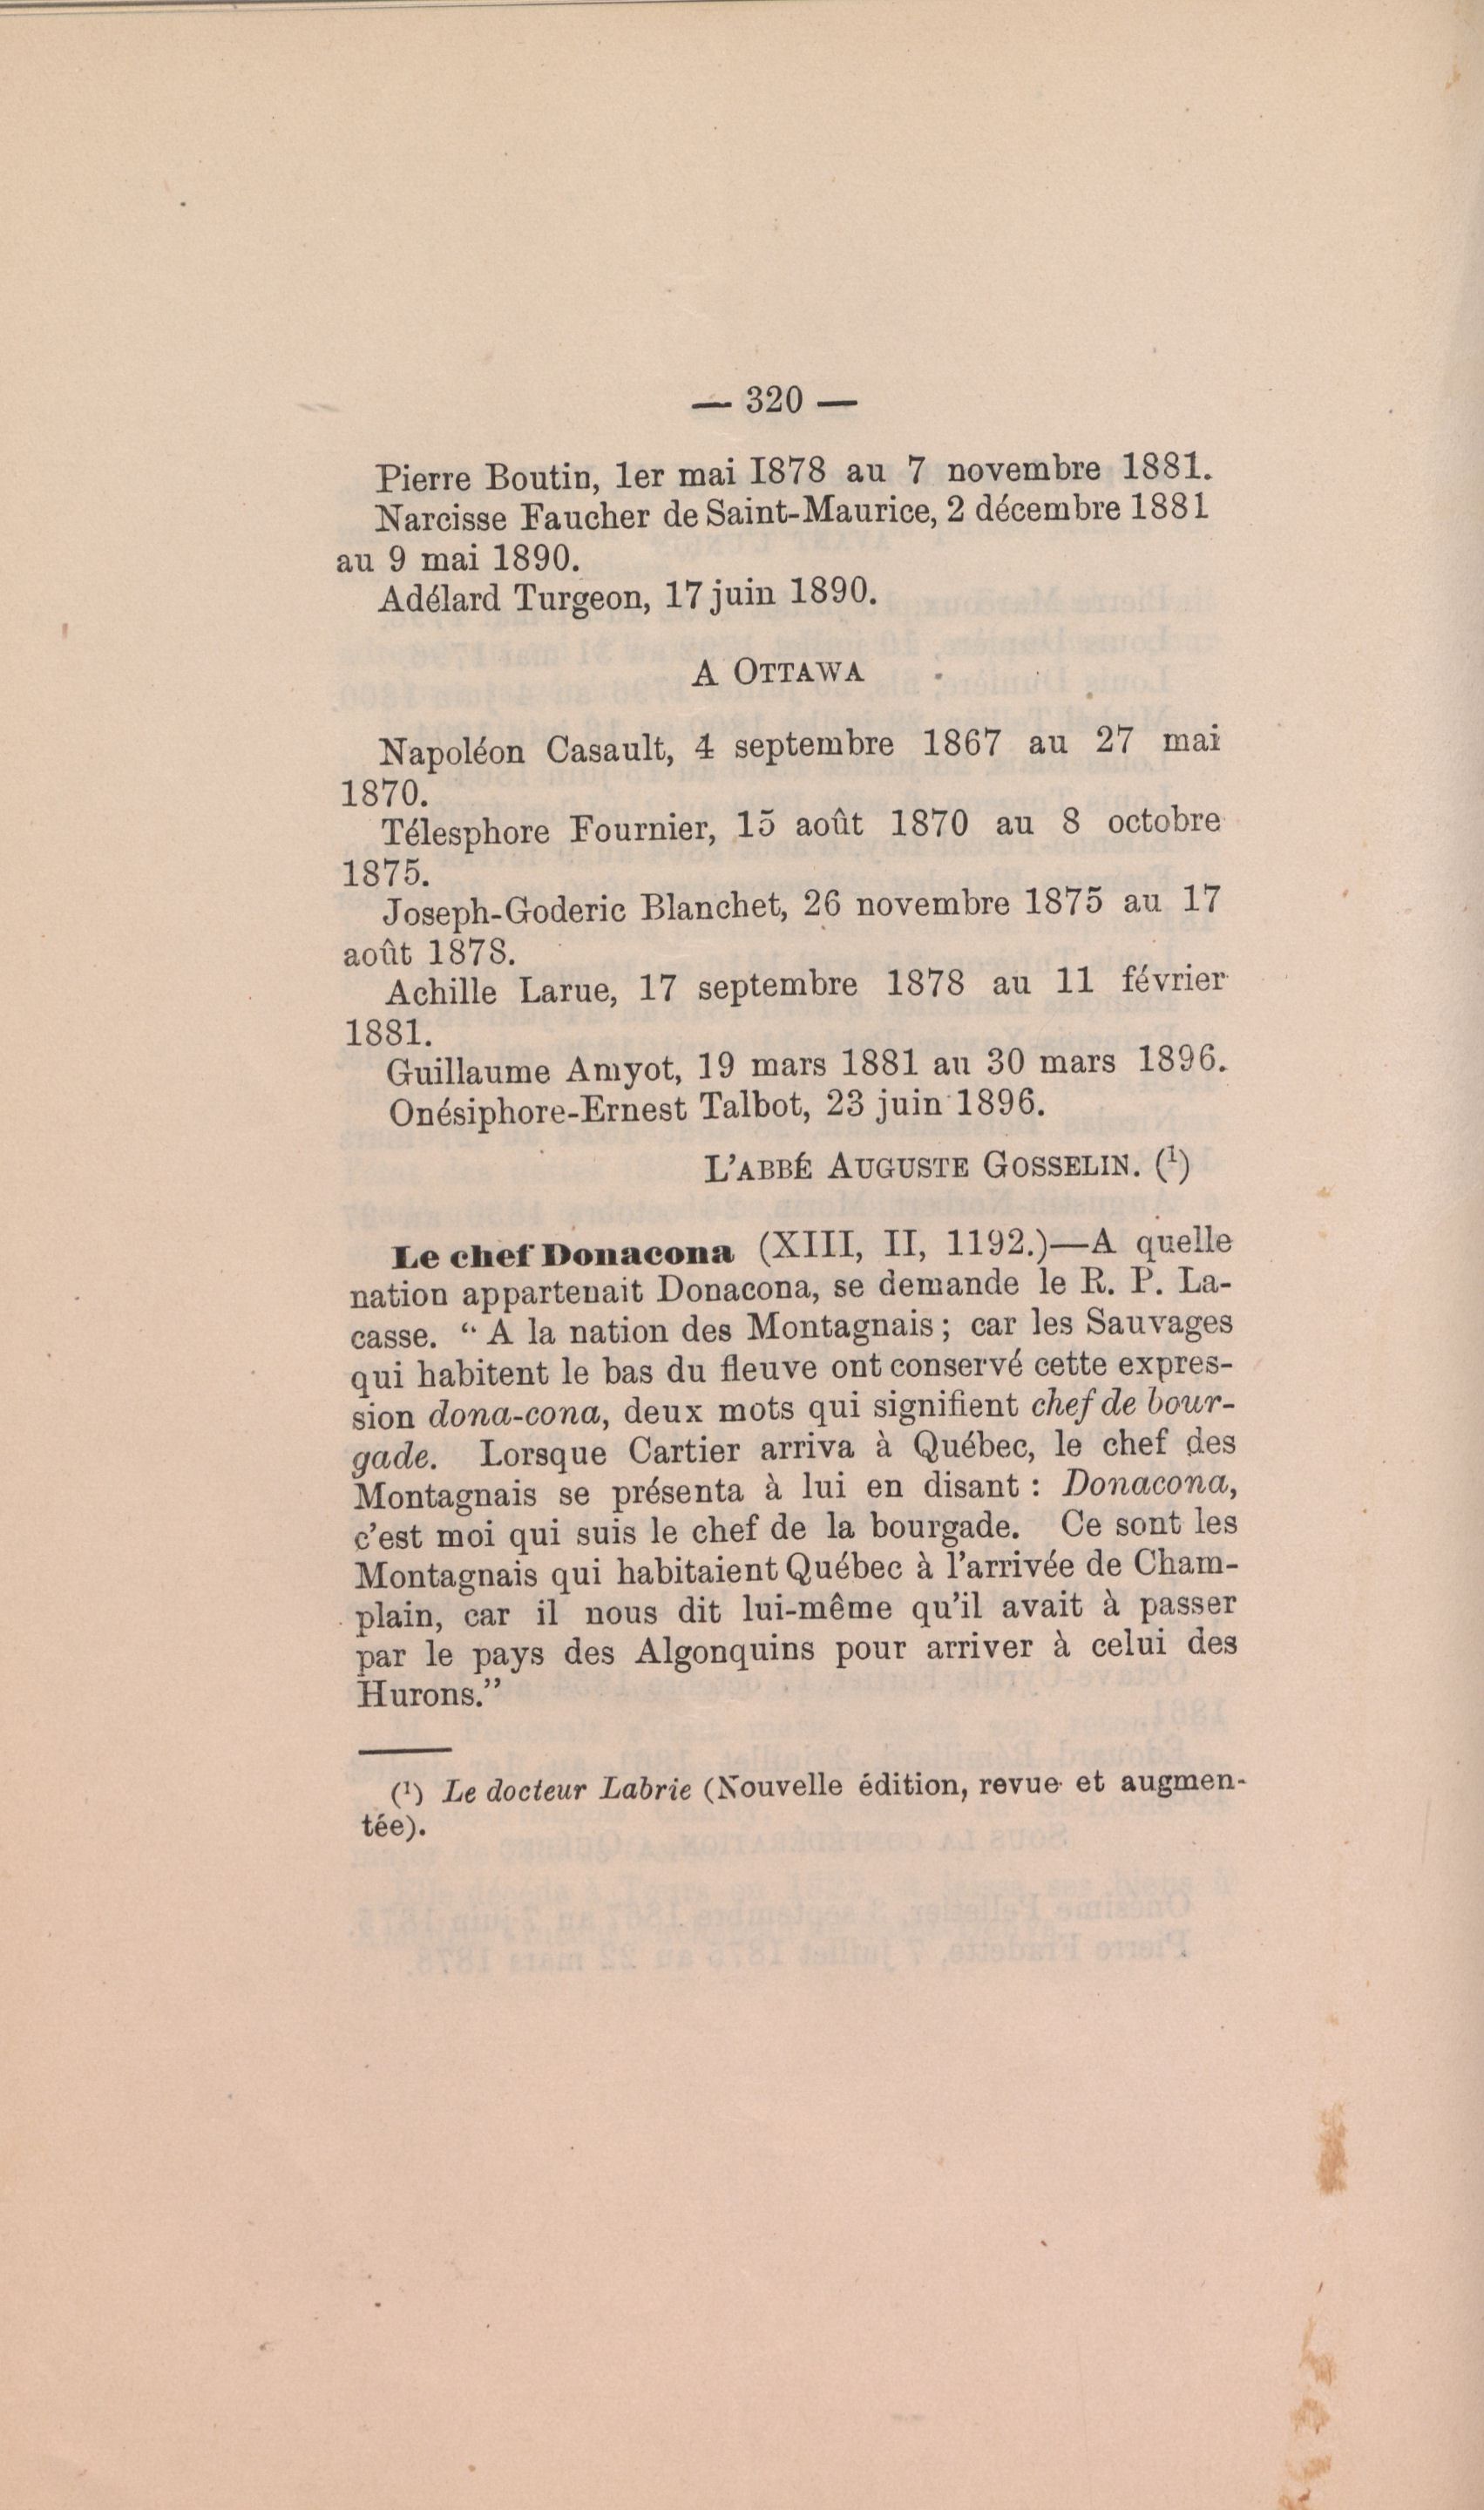 — 320 —
Pierre Boutin, 1er mai 1878 au 7 novembre 1881.
Narcisse Faucher de Saint-Maurice, 2 décembre 1881
au 9 mai 1890.
Adélard Turgeon, 17 juin 1890.
A OTTAWA
Napoléon Casault, 4 septembre 1867 au 27 mai
1870.
Télesphore Fournier, 15 août 1870 au 8 octobre
1875.
Joseph-Goderic Blanchet, 26 novembre 1875 au 17
août 1878.
Achille Larue, 17 septembre 1878 au 11 février
1881.
Guillaume Amyot, 19 mars 1881 au 30 mars 1896.
Onésiphore-Ernest Talbot, 23 juin 1896.
L'ABBÉ AUGUSTE GOSSELIN. (¹)
Le chef Donacona (XIII, II, 1192.)—A quelle
nation appartenait Donacona, se demande le R. P. La-
casse. “ A la nation des Montagnais ; car les Sauvages
qui habitent le bas du fleuve ont conservé cette expres-
sion dona-cona, deux mots qui signifient chef de bour-
gade. Lorsque Cartier arriva à Québec, le chef des
Montagnais se présenta à lui en disant : Donacona,
c'est moi qui suis le chef de la bourgade. Ce sont les
Montagnais qui habitaient Québec à l'arrivée de Cham-
plain, car il nous dit lui-même qu'il avait à passer
par le pays des Algonquins pour arriver à celui des
Hurons.”
(¹) Le docteur Labrie (Nouvelle édition, revue et augmen-
tée).